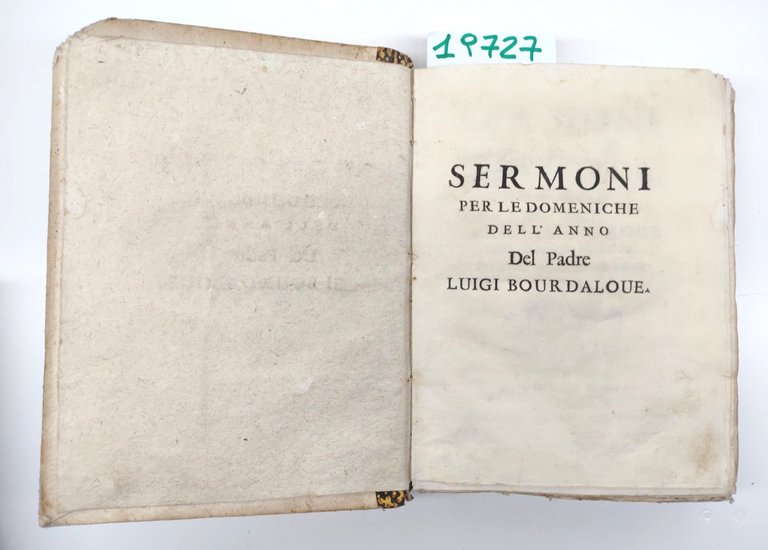 19727
SERMONI
PER LE DOMENICHE
DELL' ANNO
Del Padre
LUIGI BOURDALOUE.